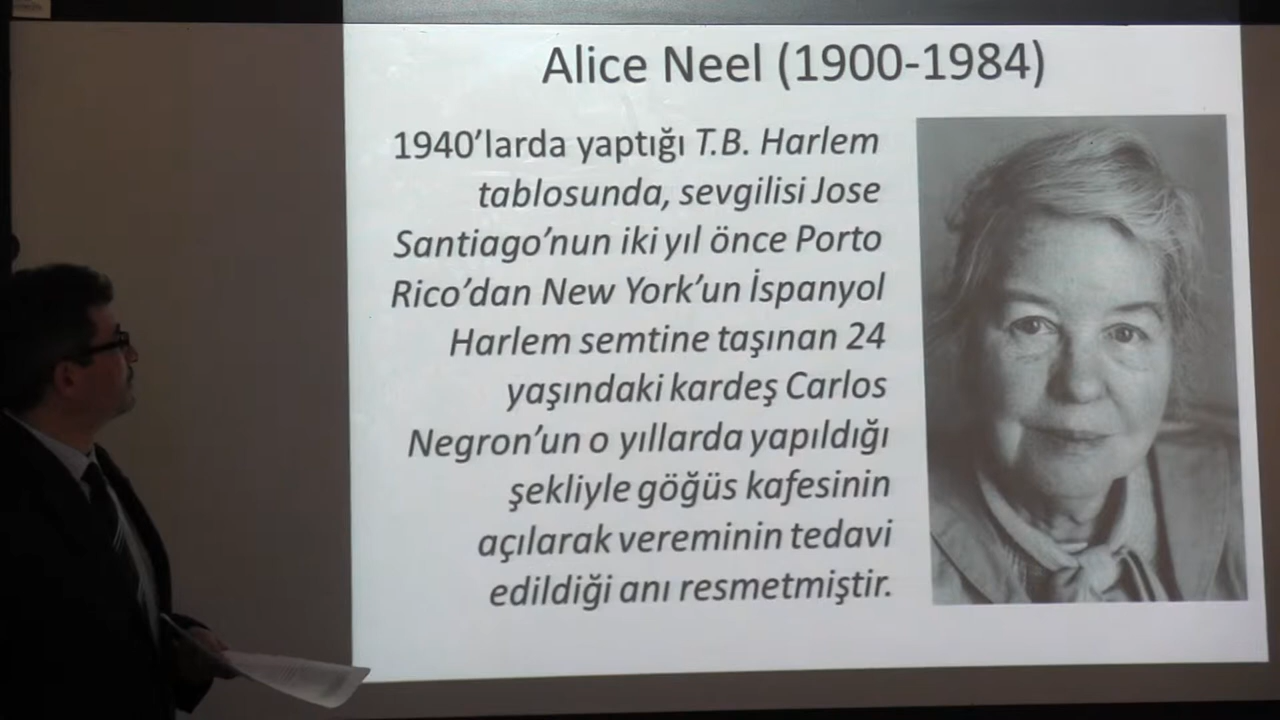 Alice Neel (1900-1984)
1940’larda yaptığı T.B. Harlem
tablosunda, sevgilisi Jose
Santiago’nun iki yıl önce Porto
Rico’dan New York’un İspanyol
Harlem semtine taşınan 24
yaşındaki kardeş Carlos
Negron’un o yıllarda yapıldığı
şekliyle göğüs kafesinin
açılarak vereminin tedavi
edildiği anı resmetmiştir.